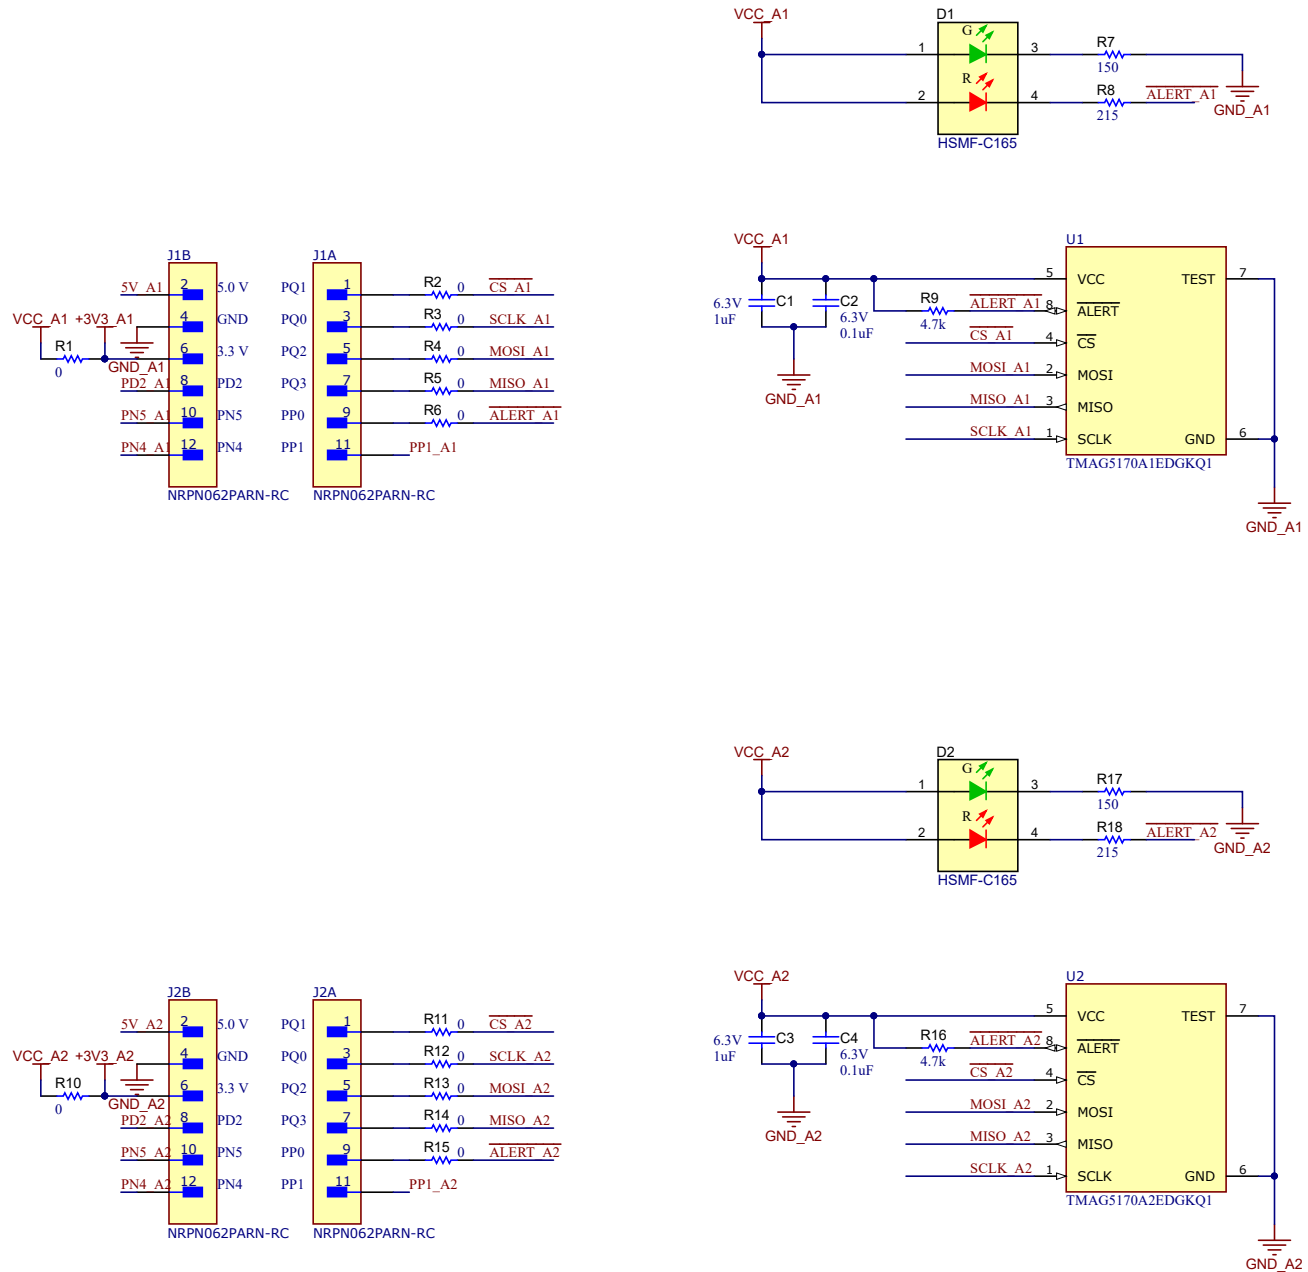 VCC_A1
D1
G
1
3
R7
150
R
2
4
R8
215
ALERT_A1
GND_A1
HSMF-C165
J1B
5V_A1
2
5.0 V
4
GND
VCC_A1
+3V3_A1
R1
0
GND_A1
6
3.3 V
PD2_A1
8
PD2
PN5_A1
10
PN5
PN4_A1
12
PN4
NRPN062PARN-RC
J1A
PQ1
1
R2
0
CS_A1
PQ0
3
R3
0
SCLK_A1
PQ2
5
R4
0
MOSI_A1
PQ3
7
R5
0
MISO_A1
PP0
9
R6
0
ALERT_A1
PP1
11
PP1_A1
NRPN062PARN-RC
VCC_A1
U1
5
VCC
TEST
7
6.3V
1uF
C1
C2
6.3V
0.1uF
R9
4.7k
ALERT_A1
8
ALERT
CS_A1
4
CS
MOSI_A1
2
MOSI
MISO_A1
3
MISO
SCLK_A1
1
SCLK
GND
6
GND_A1
TMAG5170A1EDGKQ1
GND_A1
VCC_A2
D2
G
1
3
R17
150
R
2
4
R18
215
ALERT_A2
GND_A2
HSMF-C165
J2B
5V_A2
2
5.0 V
4
GND
VCC_A2
+3V3_A2
R10
0
GND_A2
6
3.3 V
PD2_A2
8
PD2
PN5_A2
10
PN5
PN4_A2
12
PN4
NRPN062PARN-RC
J2A
PQ1
1
R11
0
CS_A2
PQ0
3
R12
0
SCLK_A2
PQ2
5
R13
0
MOSI_A2
PQ3
7
R14
0
MISO_A2
PP0
9
R15
0
ALERT_A2
PP1
11
PP1_A2
NRPN062PARN-RC
VCC_A2
U2
5
VCC
TEST
7
6.3V
1uF
C3
C4
6.3V
0.1uF
R16
4.7k
ALERT_A2
8
ALERT
CS_A2
4
CS
MOSI_A2
2
MOSI
MISO_A2
3
MISO
SCLK_A2
1
SCLK
GND
6
GND_A2
TMAG5170A2EDGKQ1
GND_A2